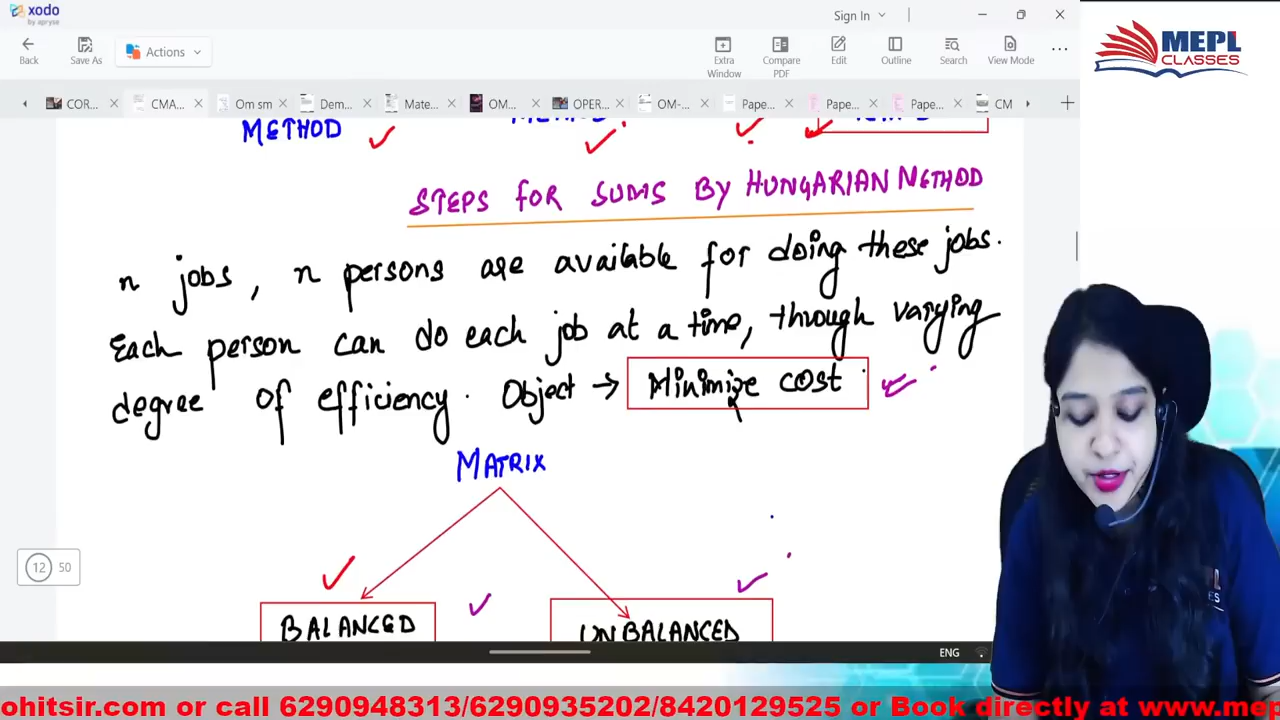 xodo
by apryse
Sign In
Back
Save As
Actions
Extra Window
Compare PDF
Edit
Outline
Search
View Mode
COR...
CMA...
Om sm
Dem...
Mate...
OM...
OPER...
OM-...
Pape...
Pape...
Pape...
CM
MEPL
CLASSES
METHOD
STEPS FOR SUMS BY HUNGARIAN METHOD
n jobs, n persons are available for doing these jobs.
Each person can do each job at a time, through varying
degree of efficiency. Object → Minimize cost
MATRIX
BALANCED
UNBALANCED
12 50
ENG
ohitsir.com or call 6290948313/6290935202/8420129525 or Book directly at www.mep